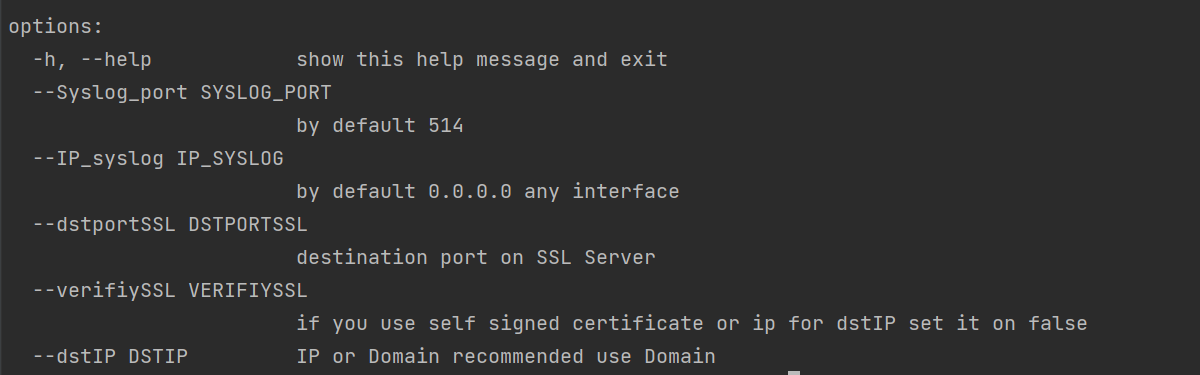 options:
-h, --help show this help message and exit
--Syslog_port SYSLOG_PORT
by default 514
--IP_syslog IP_SYSLOG
by default 0.0.0.0 any interface
--dstportSSL DSTPORTSSL
destination port on SSL Server
--verifiySSL VERIFIYSSL
if you use self signed certificate or ip for dstIP set it on false
--dstIP DSTIP IP or Domain recommended use Domain